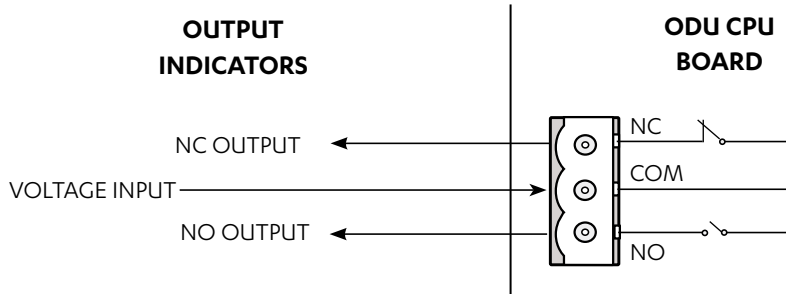 OUTPUT
INDICATORS
ODU CPU
BOARD
NC OUTPUT
NC
VOLTAGE INPUT
COM
NO OUTPUT
NO